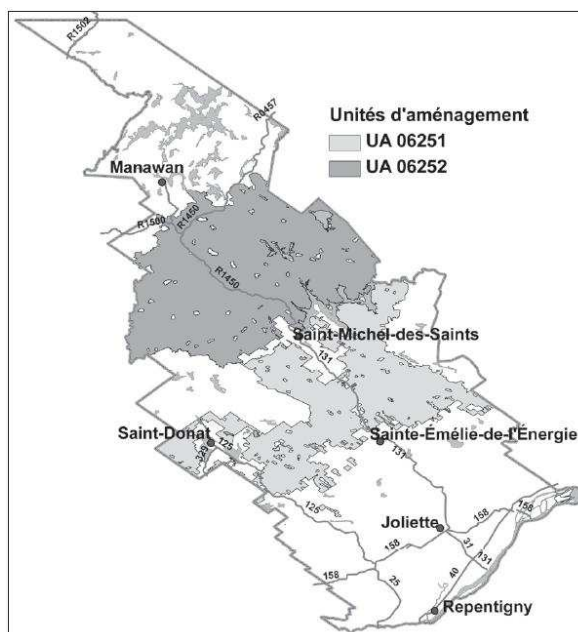 R1502
R0457
Unités d'aménagement
UA 06251
UA 06252
Manawan
R1500
R1450
R1450
Saint-Michel-des-Saints
131
Saint-Donat
125
329
Sainte-Émélie-de-l'Énergie
131
125
Joliette
158
158
158
31
131
158
25
40
Repentigny